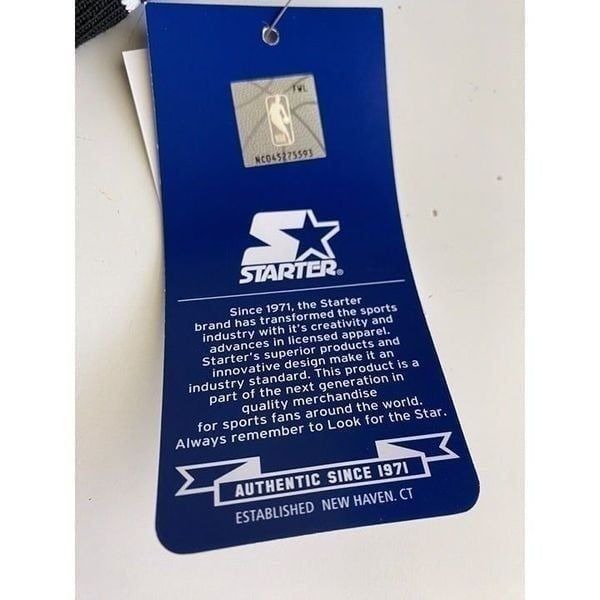 TWL
NC045275593
STARTER®
Since 1971, the Starter
brand has transformed the sports
industry with it's creativity and
advances in licensed apparel.
Starter's superior products and
innovative design make it an
industry standard. This product is a
part of the next generation in
quality merchandise
for sports fans around the world.
Always remember to Look for the Star.
AUTHENTIC SINCE 1971
ESTABLISHED NEW HAVEN. CT